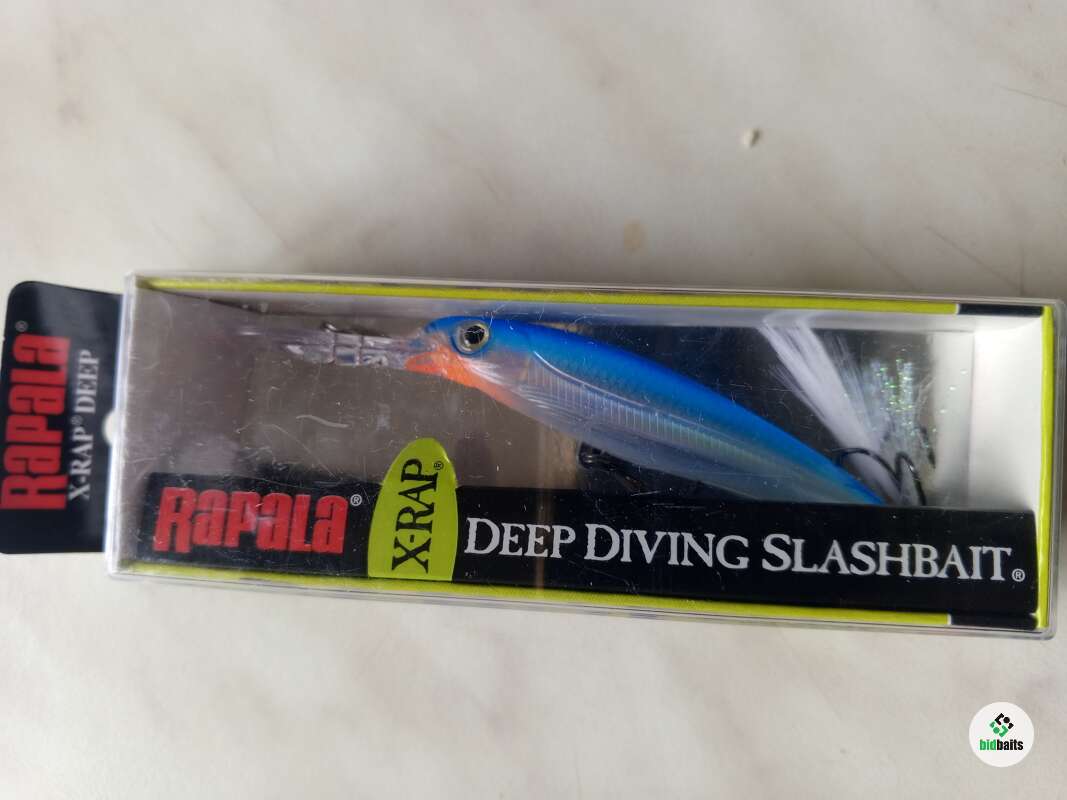 RAPALA®
X-RAP® DEEP
RAPALA®
X-RAP®
DEEP DIVING SLASHBAIT®
bidbaits